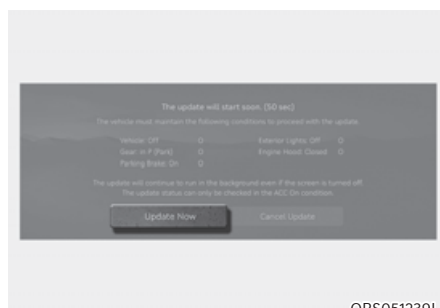 The update will start soon. (50 sec)
The vehicle must maintain the following conditions to proceed with the update.
Vehicle: Off O Exterior Lights: Off O
Gear: in P (Park) O Engine Hood: Closed O
Parking Brake: On O
The update will continue to run in the background even if the screen is turned off.
The update status can only be checked in the ACC On condition.
Update Now Cancel Update